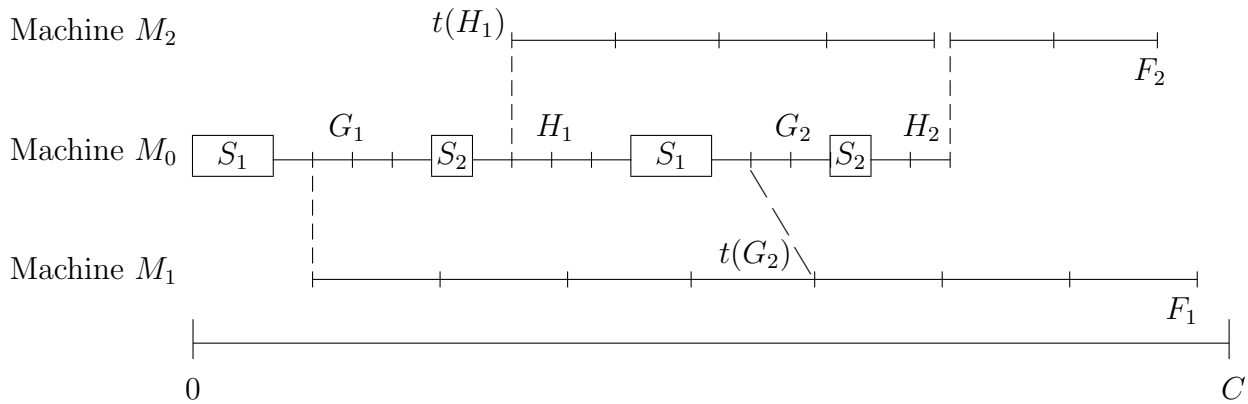 Machine M₂ t(H₁)
F₂
G₁ H₁ G₂ H₂
Machine M₀ S₁ S₂ S₁ S₂
Machine M₁ t(G₂)
F₁
0 C